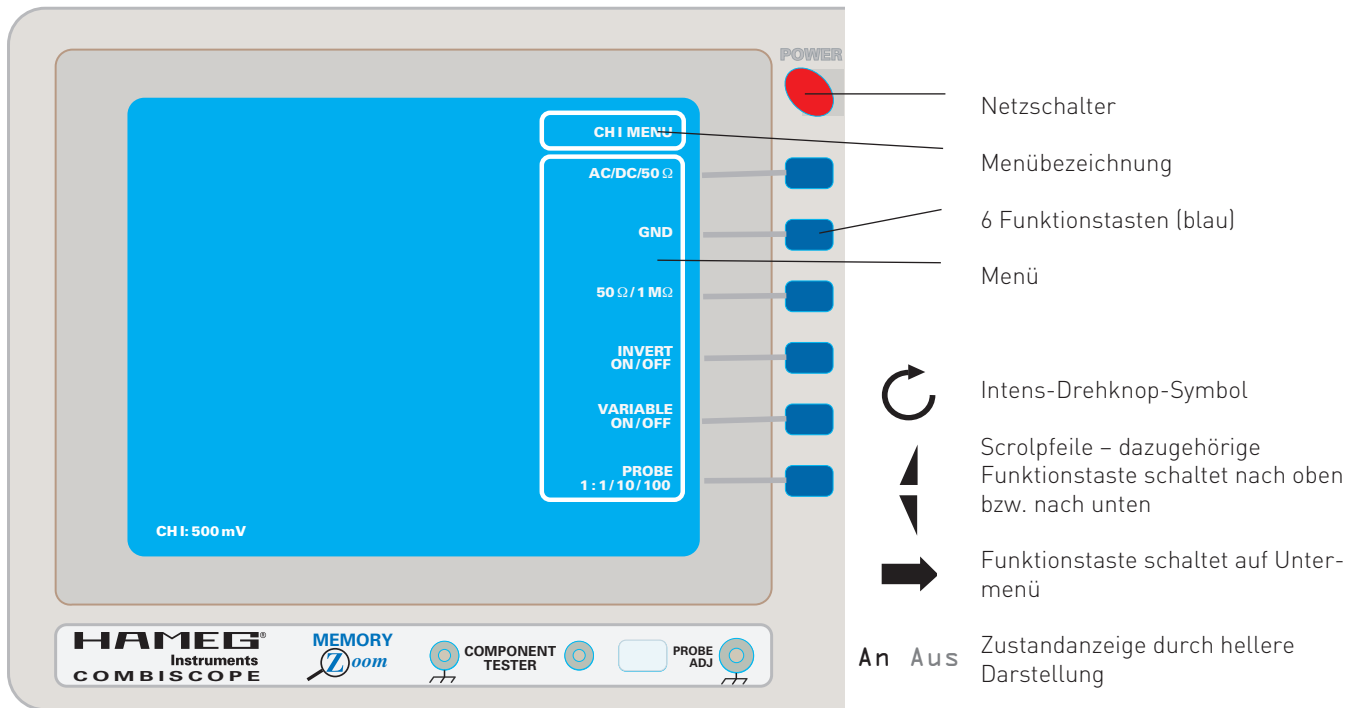 POWER
CH I MENU
AC/DC/50 Ω
GND
50 Ω/1 MΩ
INVERT
ON/OFF
VARIABLE
ON/OFF
PROBE
1:1/10/100
CH I: 500 mV
HAMEG®
Instruments
COMBISCOPE
MEMORY
Zoom
COMPONENT
TESTER
PROBE
ADJ
Netzschalter
Menübezeichnung
6 Funktionstasten (blau)
Menü
Intens-Drehknop-Symbol
Scrolpfeile – dazugehörige
Funktionstaste schaltet nach oben
bzw. nach unten
Funktionstaste schaltet auf Unter-
menü
An Aus
Zustandanzeige durch hellere
Darstellung